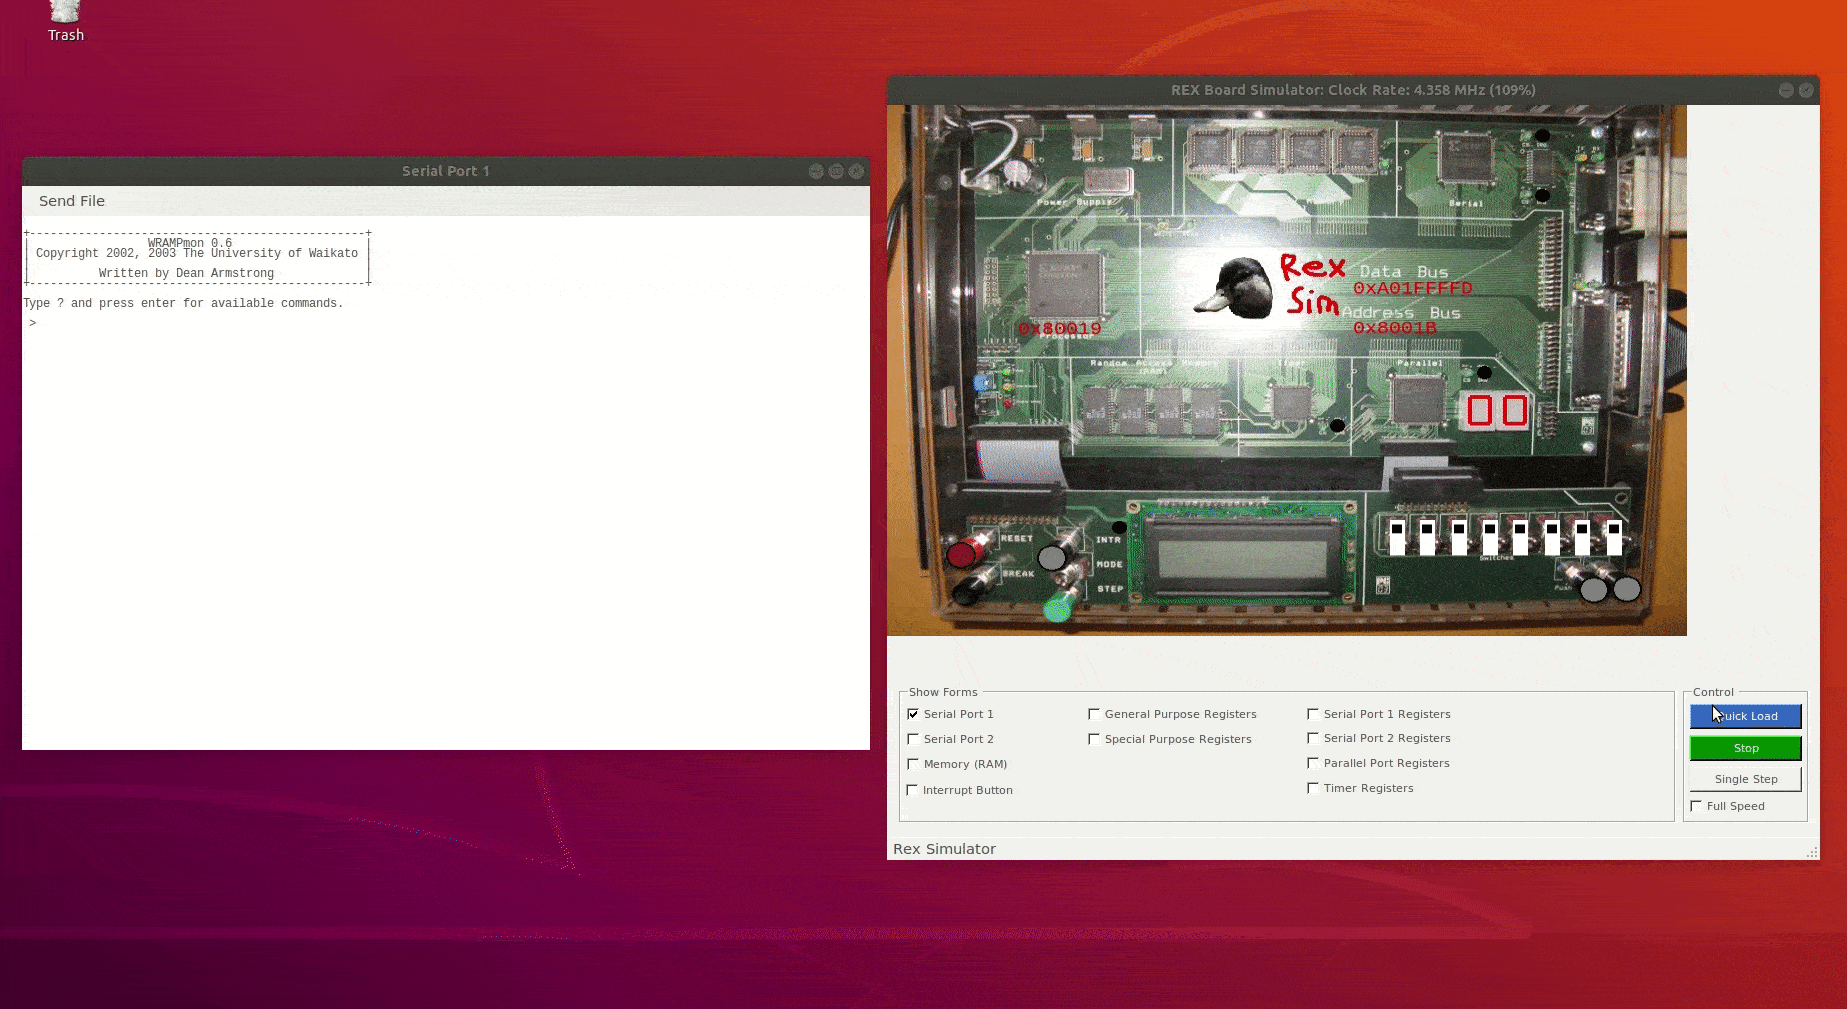 Trash
Serial Port 1
Send File
WRAMPmon 0.6
Copyright 2002, 2003 The University of Waikato
Written by Dean Armstrong
Type ? and press enter for available commands.
>
REX Board Simulator: Clock Rate: 4.358 MHz (109%)
Power Supply
Serial
Rex
Sim
Data Bus
0xA01FFFFD
Address Bus
0x8001B
0x80019
Processor
Random Access Memory
(RAM)
Timer
Parallel
00
RESET
INTR
MODE
BREAK
STEP
Switches
Push
Show Forms
Serial Port 1
General Purpose Registers
Serial Port 1 Registers
Serial Port 2
Special Purpose Registers
Serial Port 2 Registers
Memory (RAM)
Parallel Port Registers
Interrupt Button
Timer Registers
Control
Quick Load
Stop
Single Step
Full Speed
Rex Simulator